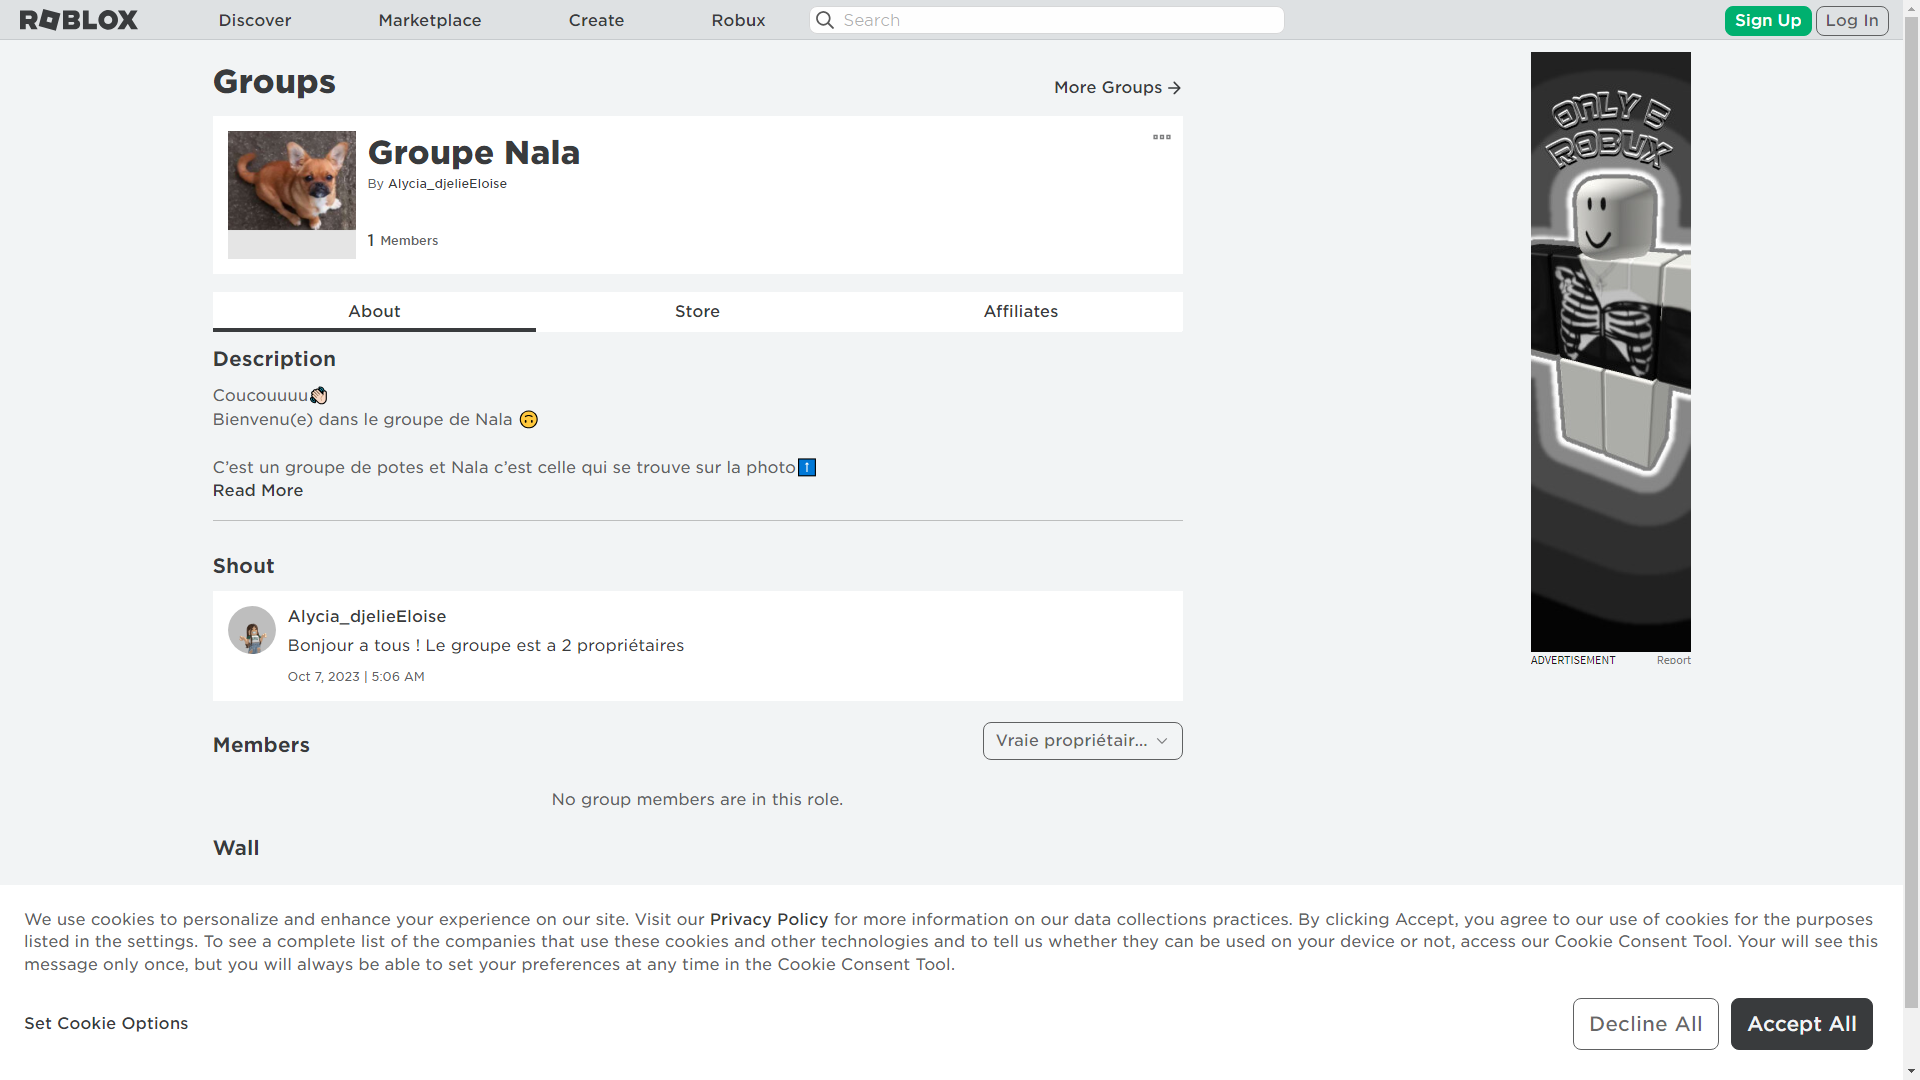 ROBLOX
Discover
Marketplace
Create
Robux
Search
Sign Up
Log In
Groups
More Groups
Groupe Nala
By Alycia_djelieEloise
1 Members
About
Store
Affiliates
Description
Coucouuuu👋🏻
Bienvenu(e) dans le groupe de Nala 🙃
C’est un groupe de potes et Nala c’est celle qui se trouve sur la photo⬆️
Read More
Shout
Alycia_djelieEloise
Bonjour a tous ! Le groupe est a 2 propriétaires
Oct 7, 2023 | 5:06 AM
Members
Vraie propriétair...
No group members are in this role.
Wall
ONLY 5
ROBUX
ADVERTISEMENT
Report
We use cookies to personalize and enhance your experience on our site. Visit our Privacy Policy for more information on our data collections practices. By clicking Accept, you agree to our use of cookies for the purposes
listed in the settings. To see a complete list of the companies that use these cookies and other technologies and to tell us whether they can be used on your device or not, access our Cookie Consent Tool. Your will see this
message only once, but you will always be able to set your preferences at any time in the Cookie Consent Tool.
Set Cookie Options
Decline All
Accept All